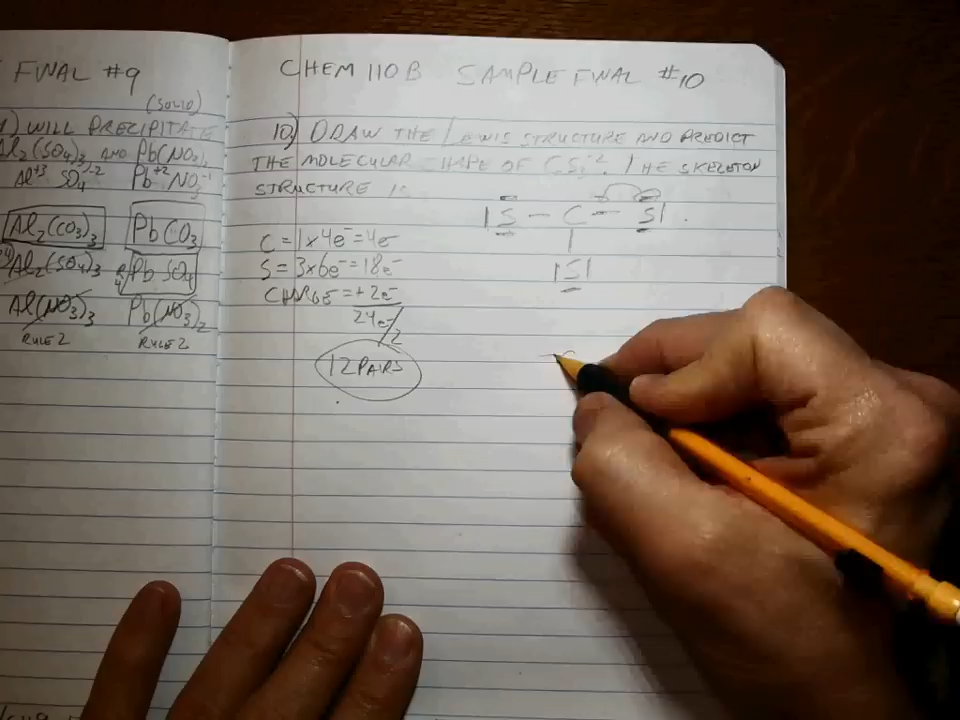 FINAL #9
(SOLID)
) WILL PRECIPITATE
Al₂(SO₄)₃ AND Pb(NO₃)₂
Al⁺³ SO₄⁻² Pb⁺² NO₃⁻¹
Al₂(CO₃)₃ PbCO₃
Al₂(SO₄)₃ PbSO₄
Al(NO₃)₃ Pb(NO₃)₂
RULE 2 RULE 2
CHEM 110B SAMPLE FINAL #10
10) DRAW THE LEWIS STRUCTURE AND PREDICT
THE MOLECULAR SHAPE OF CS₃⁻². THE SKELETON
STRUCTURE IS
S – C – S
S
C = 1x4e⁻=4e⁻
S = 3x6e⁻=18e⁻
CHARGE = +2e⁻
24e⁻/2
12 PAIRS